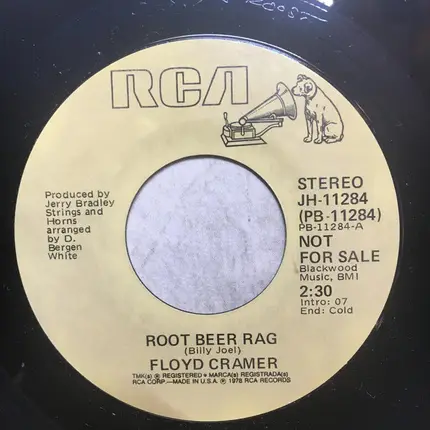 RCA
Produced by
Jerry Bradley
Strings and
Horns
arranged
by D.
Bergen
White
STEREO
JH-11284
(PB-11284)
PB-11284-A
NOT
FOR SALE
Blackwood
Music, BMI
2:30
Intro: 07
End: Cold
ROOT BEER RAG
(Billy Joel)
FLOYD CRAMER
TMK(s) ® REGISTERED • MARCA(s) REGISTRADA(s)
RCA CORP.—MADE IN U.S.A. ℗ 1978 RCA RECORDS